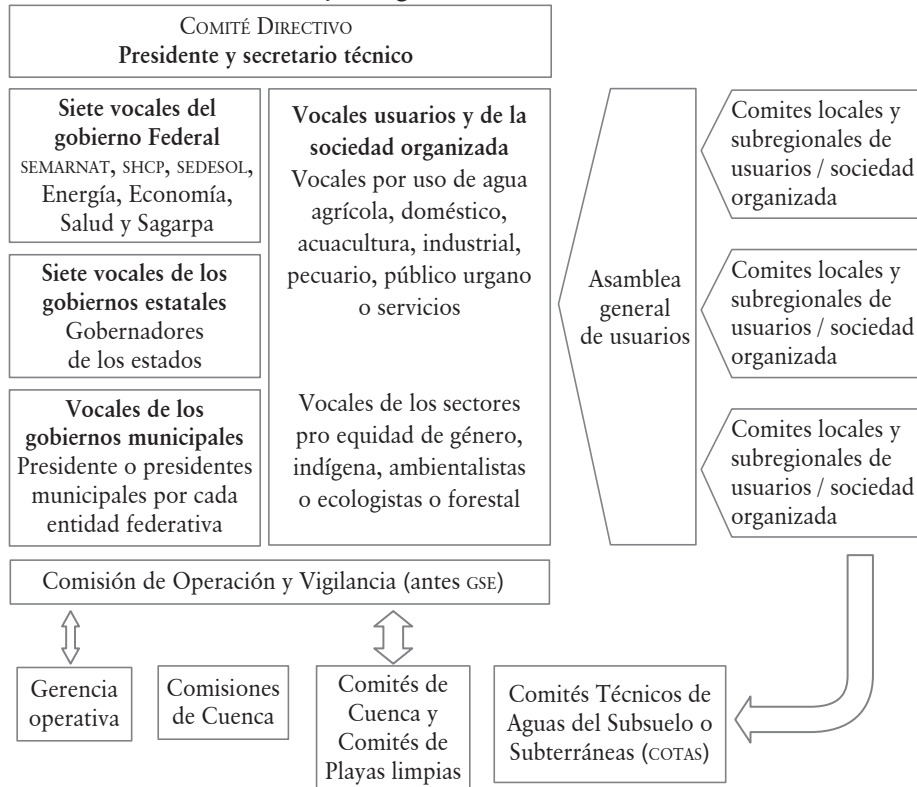 COMITÉ DIRECTIVO
Presidente y secretario técnico
Siete vocales del
gobierno Federal
SEMARNAT, SHCP, SEDESOL,
Energía, Economía,
Salud y Sagarpa
Siete vocales de los
gobiernos estatales
Gobernadores
de los estados
Vocales de los
gobiernos municipales
Presidente o presidentes
municipales por cada
entidad federativa
Vocales usuarios y de la
sociedad organizada
Vocales por uso de agua
agrícola, doméstico,
acuacultura, industrial,
pecuario, público urgano
o servicios
Vocales de los sectores
pro equidad de género,
indígena, ambientalistas
o ecologistas o forestal
Asamblea
general
de usuarios
Comites locales y
subregionales de
usuarios / sociedad
organizada
Comites locales y
subregionales de
usuarios / sociedad
organizada
Comites locales y
subregionales de
usuarios / sociedad
organizada
Comisión de Operación y Vigilancia (antes GSE)
Gerencia
operativa
Comisiones
de Cuenca
Comités de
Cuenca y
Comités de
Playas limpias
Comités Técnicos de
Aguas del Subsuelo o
Subterráneas (COTAS)